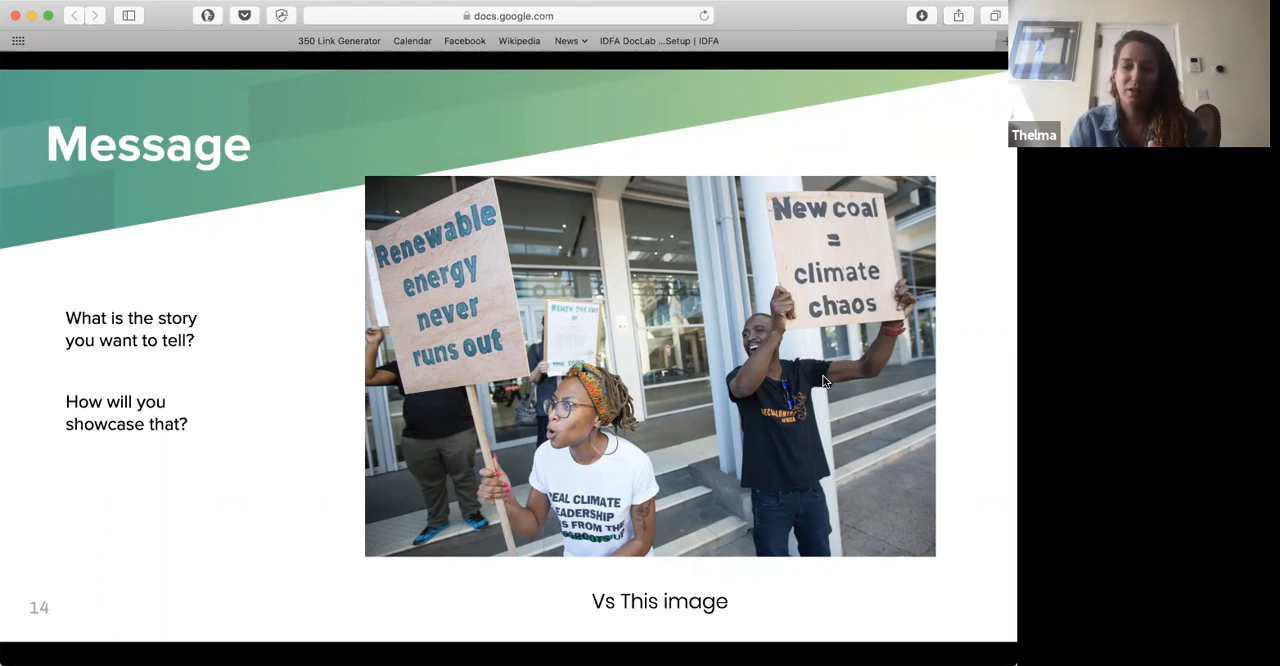 docs.google.com
350 Link Generator Calendar Facebook Wikipedia News IDFA DocLab ...Setup | IDFA
Thelma
Message
What is the story
you want to tell?
How will you
showcase that?
Renewable
energy
never
runs out
New coal
=
climate
chaos
AFRICA
REAL CLIMATE
LEADERSHIP
FROM THE
Vs This image
14